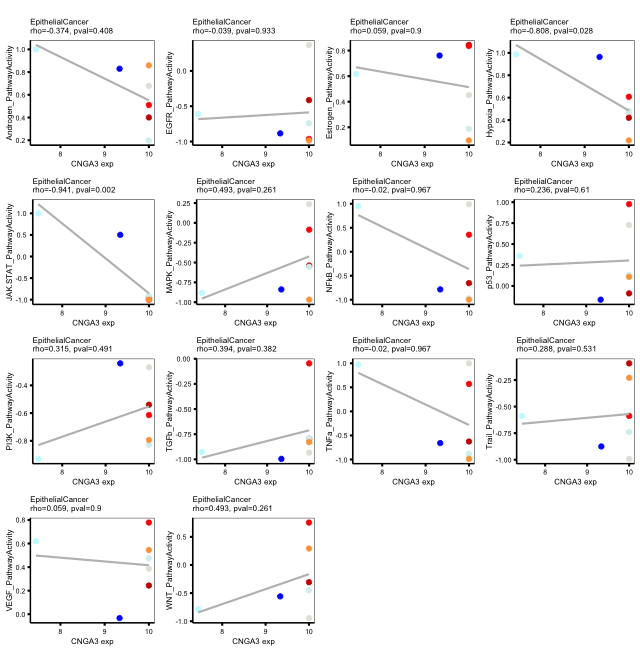 EpithelialCancer
rho=-0.374, pval=0.408
Androgen_PathwayActivity
1.0
0.8
0.6
0.4
0.2
8
9
10
CNGA3 exp
EpithelialCancer
rho=-0.039, pval=0.933
EGFR_PathwayActivity
0.0
-0.5
-1.0
8
9
10
CNGA3 exp
EpithelialCancer
rho=0.059, pval=0.9
Estrogen_PathwayActivity
0.8
0.6
0.4
0.2
8
9
10
CNGA3 exp
EpithelialCancer
rho=-0.808, pval=0.028
Hypoxia_PathwayActivity
1.0
0.8
0.6
0.4
0.2
8
9
10
CNGA3 exp
EpithelialCancer
rho=-0.941, pval=0.002
JAK.STAT_PathwayActivity
1.0
0.5
0.0
-0.5
-1.0
8
9
10
CNGA3 exp
EpithelialCancer
rho=0.493, pval=0.261
MAPK_PathwayActivity
0.25
0.00
-0.25
-0.50
-0.75
-1.00
8
9
10
CNGA3 exp
EpithelialCancer
rho=-0.02, pval=0.967
NFkB_PathwayActivity
1.0
0.5
0.0
-0.5
-1.0
8
9
10
CNGA3 exp
EpithelialCancer
rho=0.236, pval=0.61
p53_PathwayActivity
1.00
0.75
0.50
0.25
0.00
8
9
10
CNGA3 exp
EpithelialCancer
rho=0.315, pval=0.491
PI3K_PathwayActivity
-0.4
-0.6
-0.8
8
9
10
CNGA3 exp
EpithelialCancer
rho=0.394, pval=0.382
TGFb_PathwayActivity
0.00
-0.25
-0.50
-0.75
-1.00
8
9
10
CNGA3 exp
EpithelialCancer
rho=-0.02, pval=0.967
TNFa_PathwayActivity
1.0
0.5
0.0
-0.5
-1.0
8
9
10
CNGA3 exp
EpithelialCancer
rho=0.288, pval=0.531
Trail_PathwayActivity
-0.25
-0.50
-0.75
-1.00
8
9
10
CNGA3 exp
EpithelialCancer
rho=0.059, pval=0.9
VEGF_PathwayActivity
0.8
0.6
0.4
0.2
0.0
8
9
10
CNGA3 exp
EpithelialCancer
rho=0.493, pval=0.261
WNT_PathwayActivity
0.5
0.0
-0.5
-1.0
8
9
10
CNGA3 exp